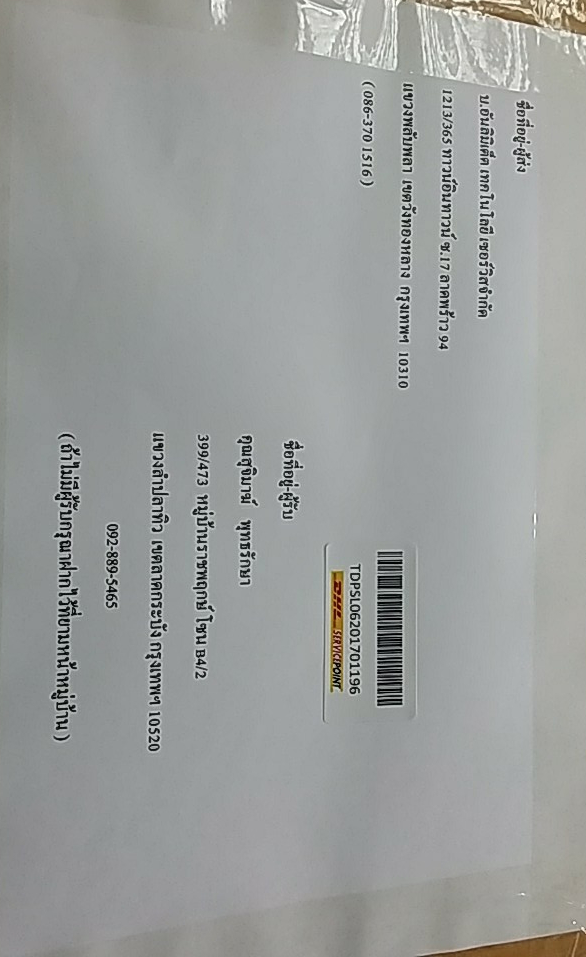 ชื่อที่อยู่-ผู้ส่ง
บ.อันลิมิเต็ด เทคโนโลยี เซอร์วิสจำกัด
1213/365 ทาวน์อินทาวน์ ซ.17 ลาดพร้าว 94
แขวงพลับพลา เขตวังทองหลาง กรุงเทพฯ 10310
(086-370 1516)
TDPSL06201701196
DHL SERVICEPOINT
ชื่อที่อยู่-ผู้รับ
คุณสุจิมาฆ์ พุทธรักษา
399/473 หมู่บ้านราชพฤกษ์ โซน B4/2
แขวงลำปลาทิว เขตลาดกระบัง กรุงเทพฯ 10520
092-889-5465
(ถ้าไม่มีผู้รับกรุณาฝากไว้ที่ยามหน้าหมู่บ้าน)